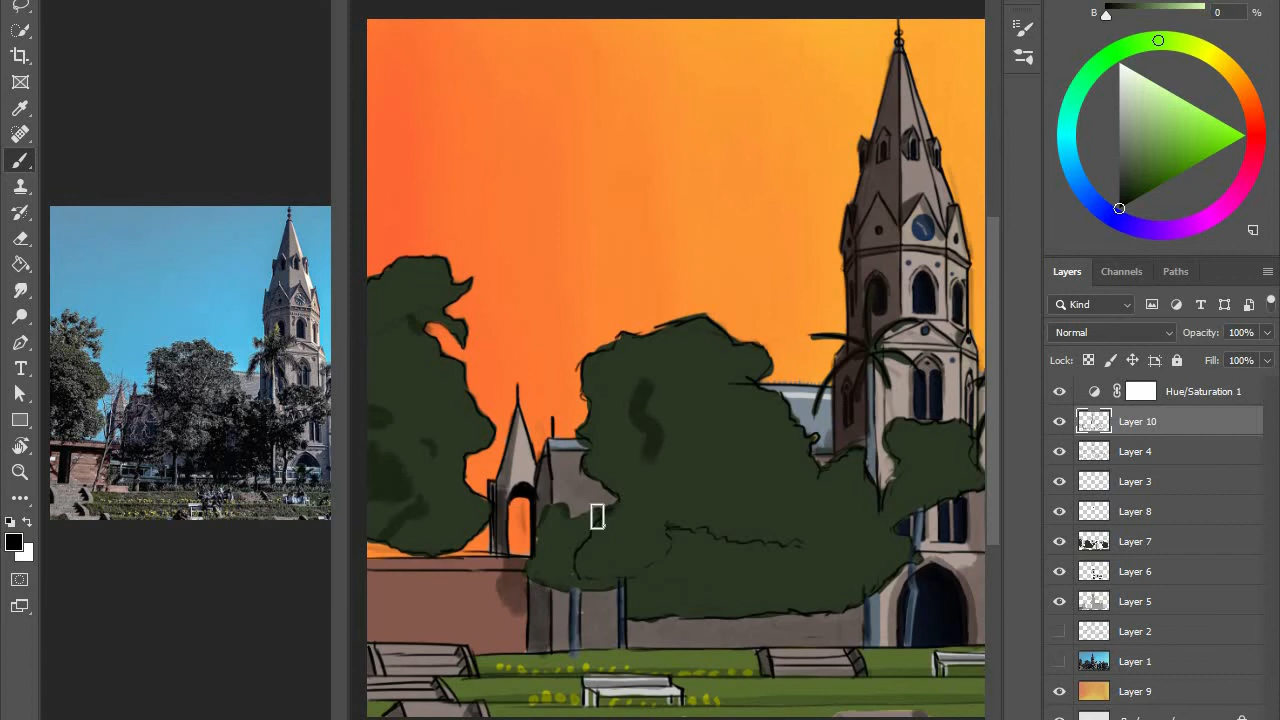 B 0 %
Layers Channels Paths
Kind
Normal Opacity: 100%
Lock: Fill: 100%
Hue/Saturation 1
Layer 10
Layer 4
Layer 3
Layer 8
Layer 7
Layer 6
Layer 5
Layer 2
Layer 1
Layer 9